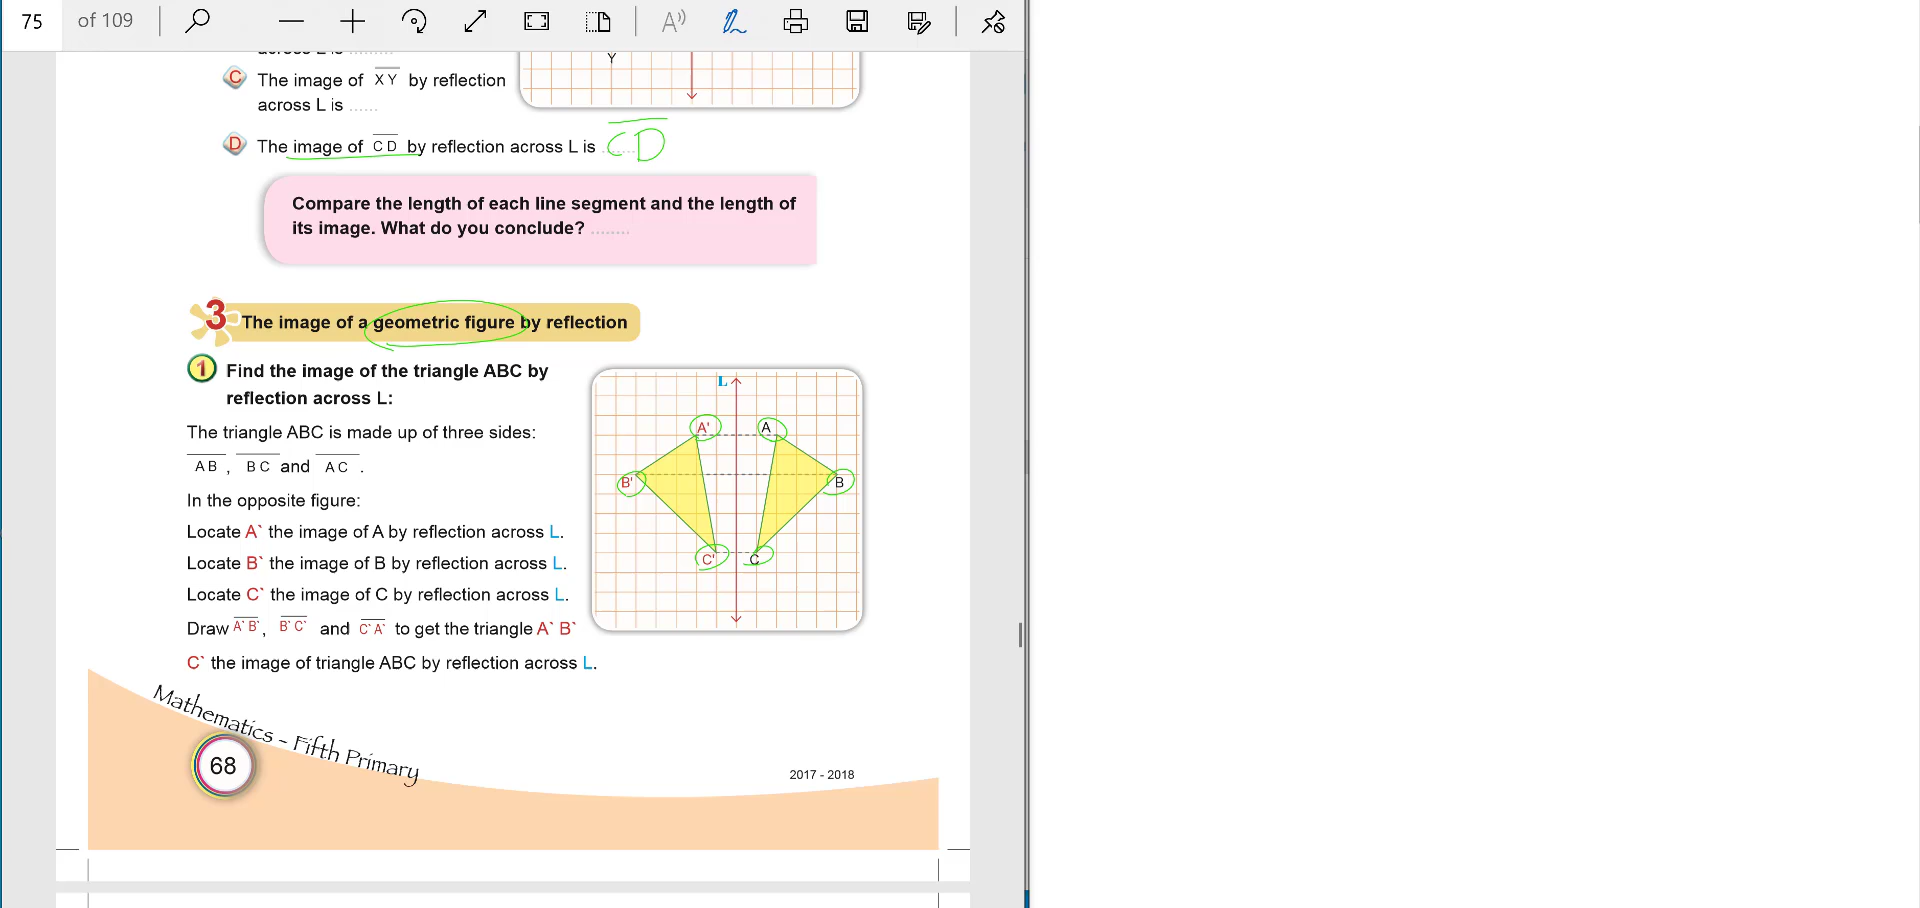 75 of 109
Y
C The image of XY by reflection
across L is ......
D The image of CD by reflection across L is ...... CD
Compare the length of each line segment and the length of
its image. What do you conclude? ........
3 The image of a geometric figure by reflection
1 Find the image of the triangle ABC by
reflection across L:
The triangle ABC is made up of three sides:
AB , BC and AC .
In the opposite figure:
Locate A` the image of A by reflection across L.
Locate B` the image of B by reflection across L.
Locate C` the image of C by reflection across L.
Draw A`B`, B`C` and C`A` to get the triangle A` B`
C` the image of triangle ABC by reflection across L.
L
A' A
B' B
C' C
Mathematics - Fifth Primary
68
2017 - 2018